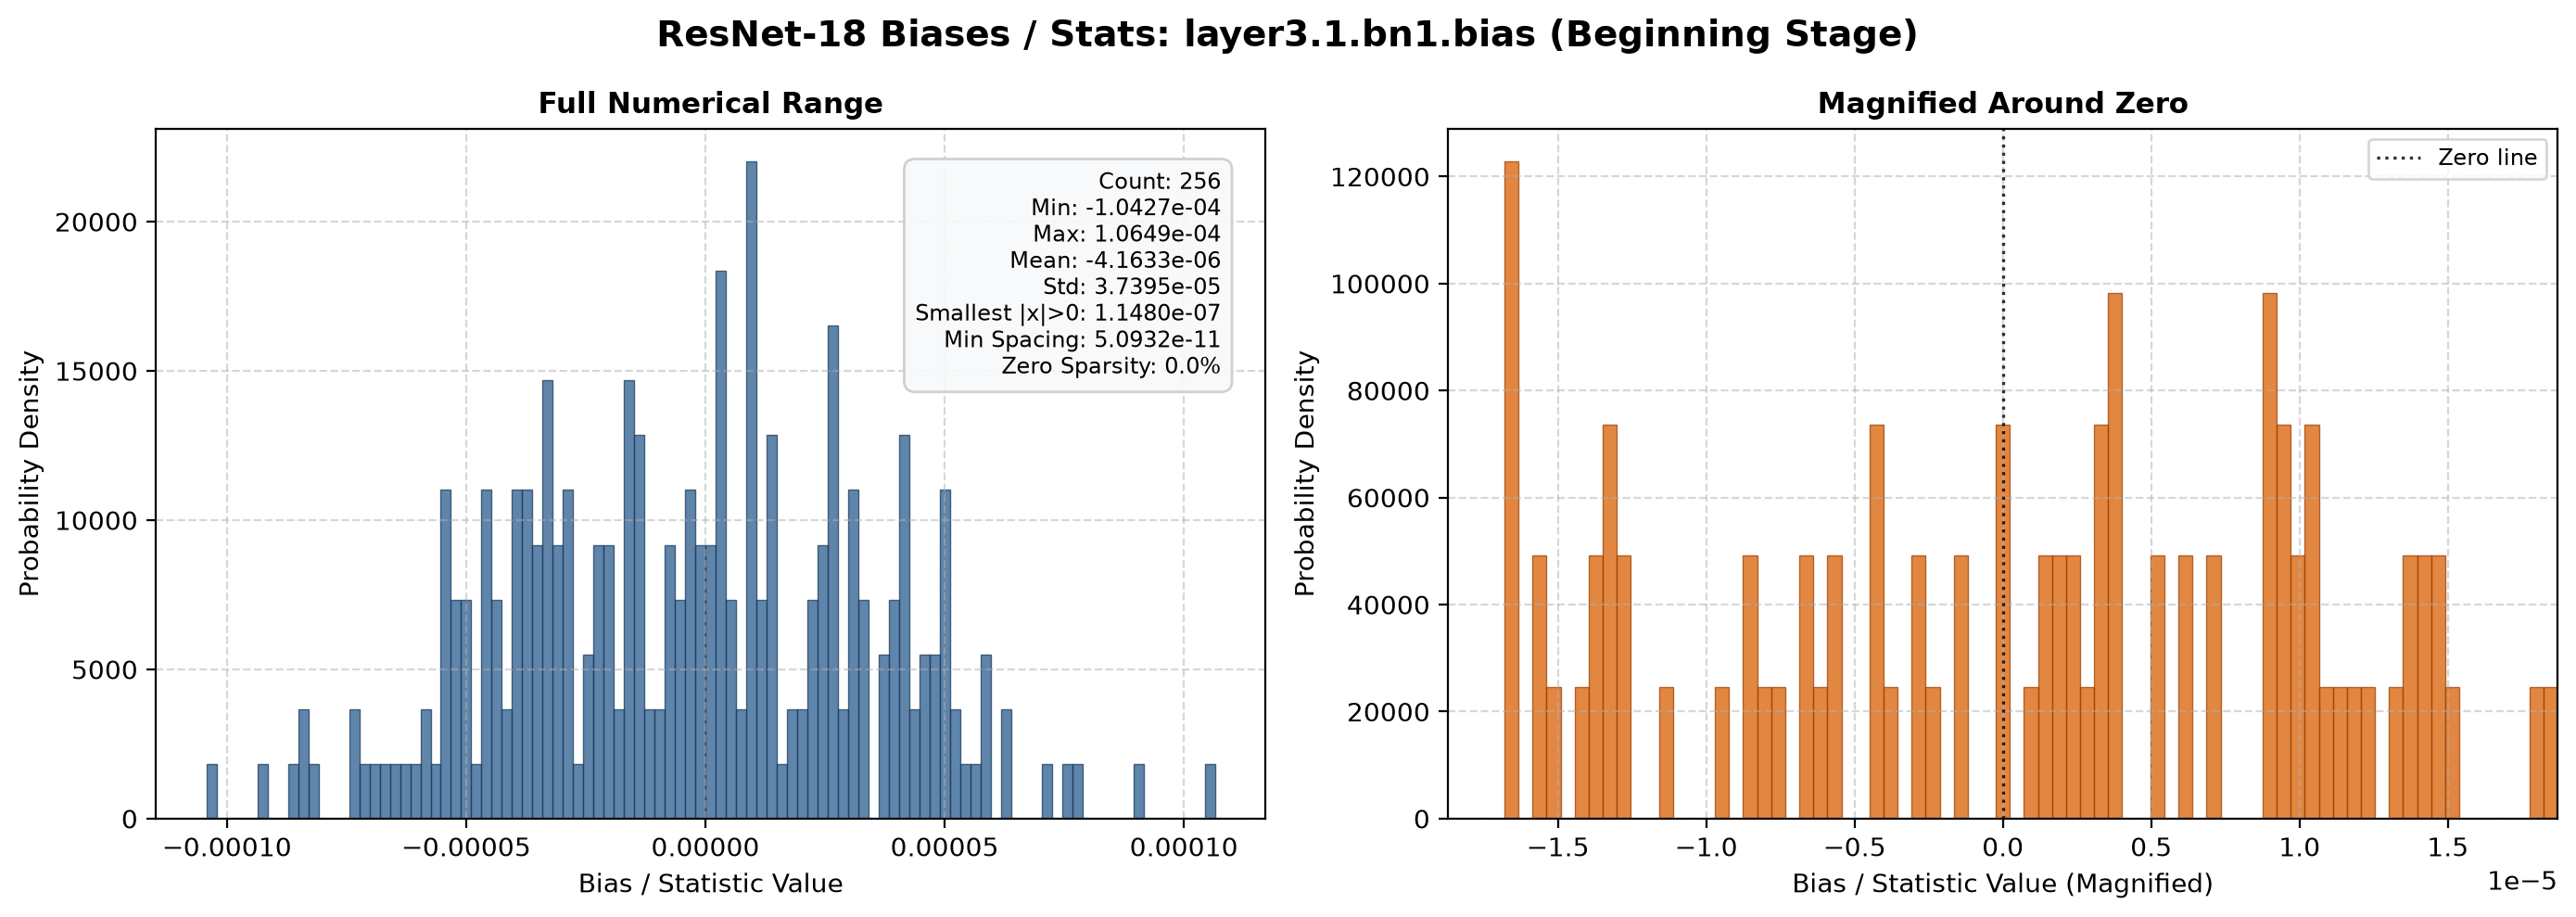 ResNet-18 Biases / Stats: layer3.1.bn1.bias (Beginning Stage)
Full Numerical Range
Probability Density
20000
15000
10000
5000
0
Count: 256
Min: -1.0427e-04
Max: 1.0649e-04
Mean: -4.1633e-06
Std: 3.7395e-05
Smallest |x|>0: 1.1480e-07
Min Spacing: 5.0932e-11
Zero Sparsity: 0.0%
−0.00010 −0.00005 0.00000 0.00005 0.00010
Bias / Statistic Value
Magnified Around Zero
Probability Density
120000
100000
80000
60000
40000
20000
0
Zero line
−1.5 −1.0 −0.5 0.0 0.5 1.0 1.5
1e−5
Bias / Statistic Value (Magnified)